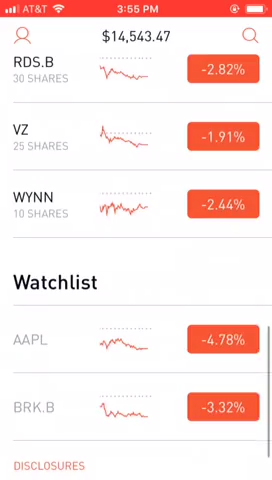 AT&T 3:55 PM
$14,543.47
RDS.B
30 SHARES
-2.82%
VZ
25 SHARES
-1.91%
WYNN
10 SHARES
-2.44%
Watchlist
AAPL
-4.78%
BRK.B
-3.32%
DISCLOSURES